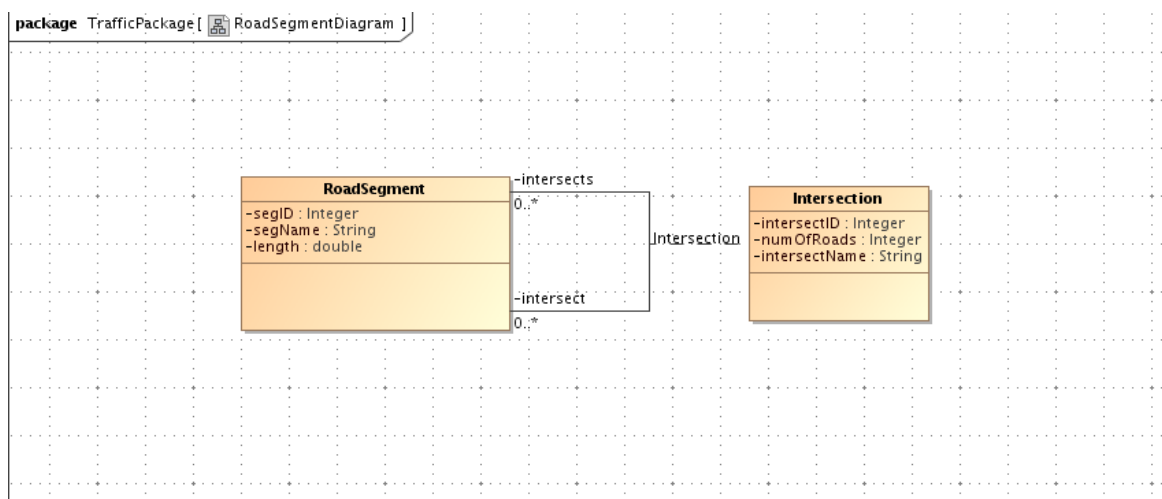 package TrafficPackage[ RoadSegmentDiagram ]
RoadSegment
-segID : Integer
-segName : String
-length : double
-intersects
0..*
Intersection
-intersect
0..*
Intersection
-intersectID : Integer
-numOfRoads : Integer
-intersectName : String